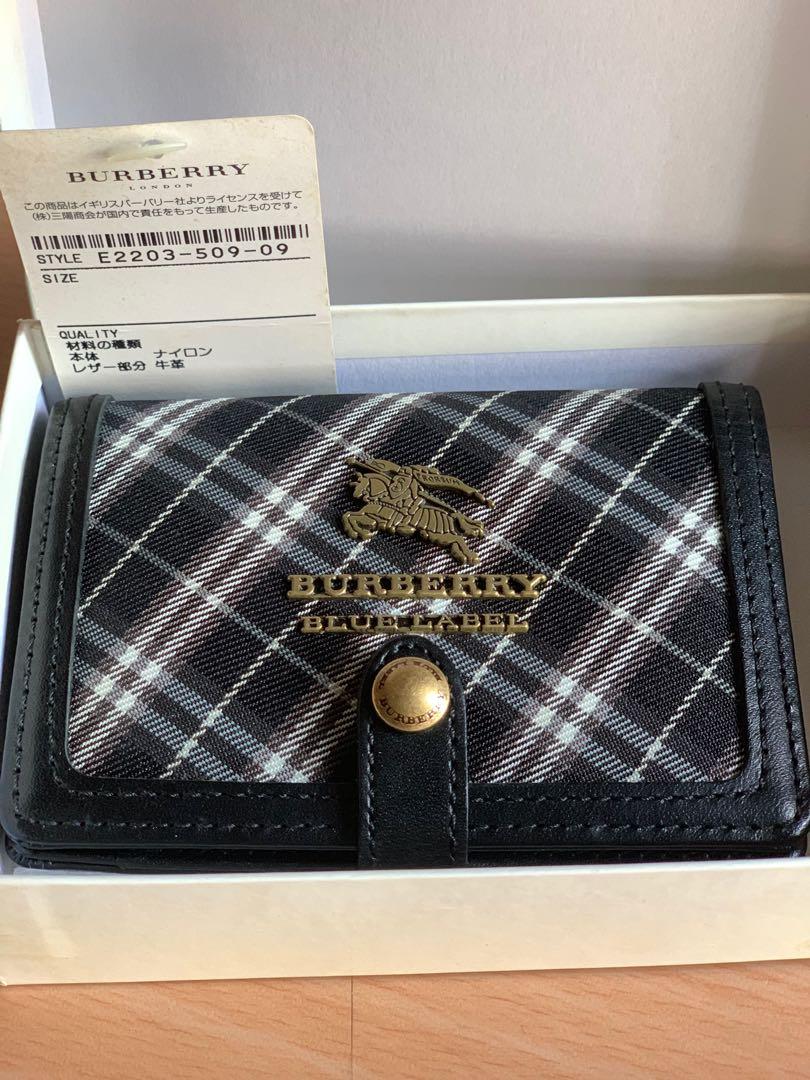 BURBERRY
LONDON
この商品はイギリスバーバリー社よりライセンスを受けて
(株)三陽商会が国内で責任をもって生産したものです。
STYLE E2203-509-09
SIZE
QUALITY
材料の種類
本体 ナイロン
レザー部分 牛革
PRORSUM
BURBERRY
BLUE LABEL
BURBERRY